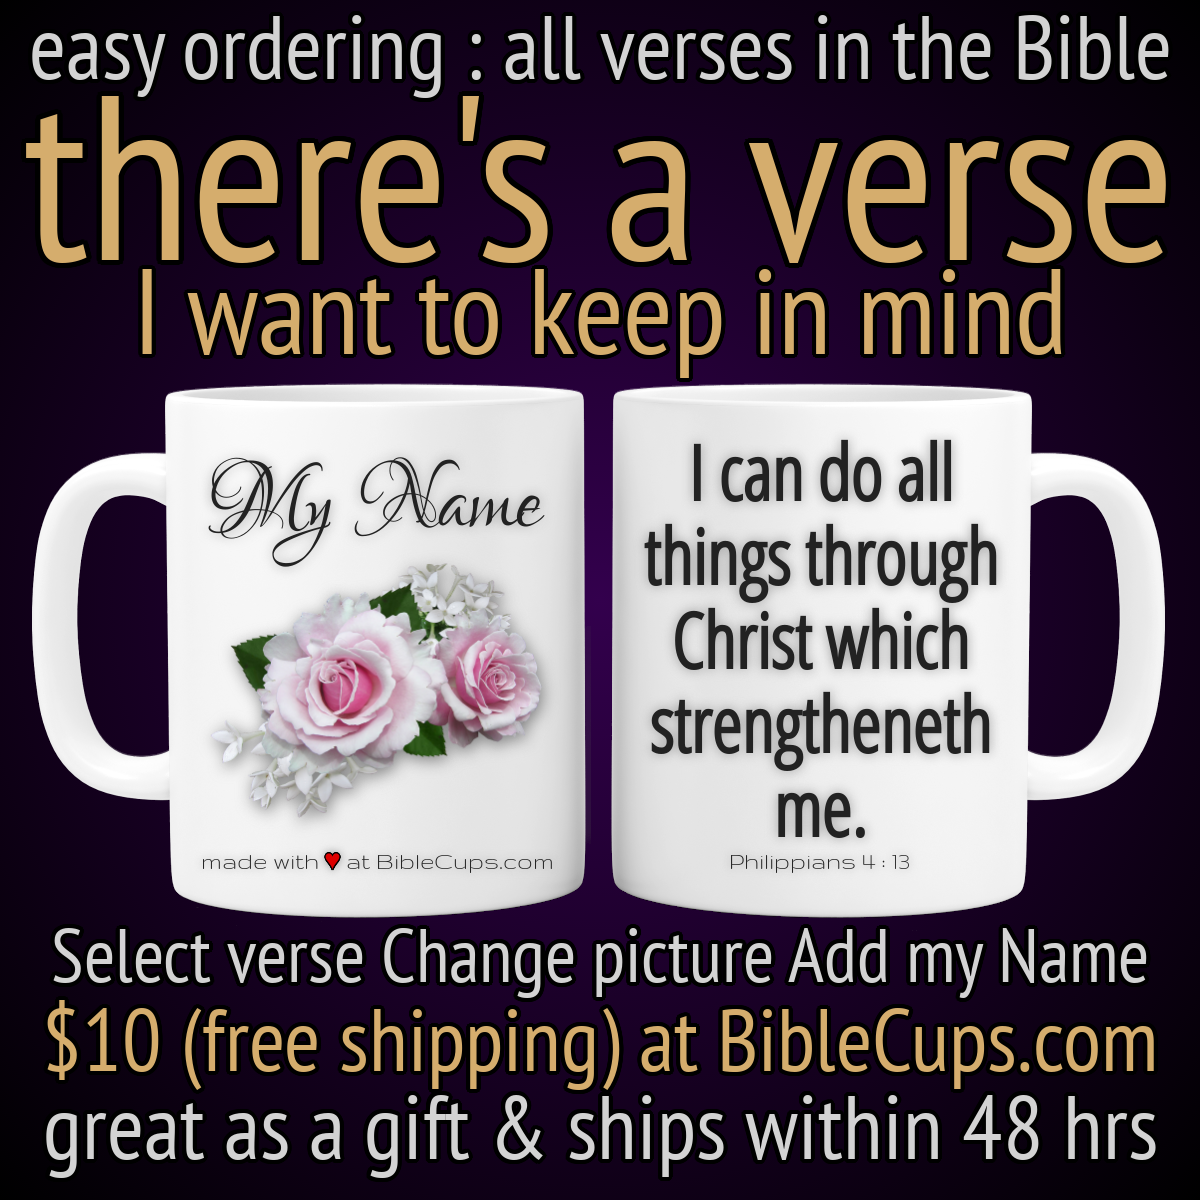 easy ordering : all verses in the Bible
there's a verse
I want to keep in mind
My Name
made with ♥ at BibleCups.com
I can do all
things through
Christ which
strengtheneth
me.
Philippians 4 : 13
Select verse Change picture Add my Name
$10 (free shipping) at BibleCups.com
great as a gift & ships within 48 hrs